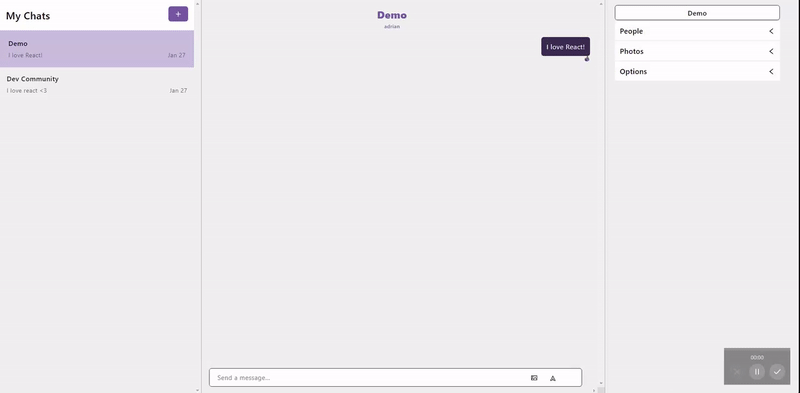 My Chats
+
Demo
I love React!
Jan 27
Dev Community
I love react <3
Jan 27
Demo
adrian
I love React!
Send a message...
Demo
People
Photos
Options
00:00